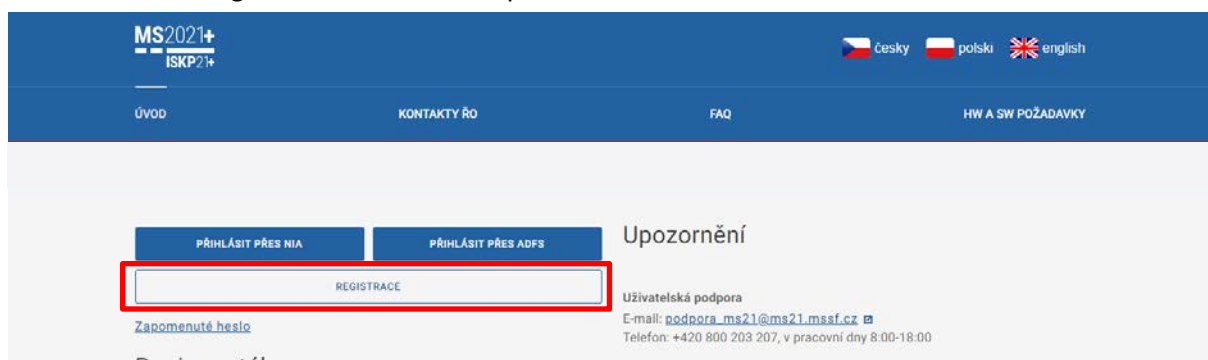 MS2021+
ISKP21+
česky polski english
ÚVOD KONTAKTY ŘO FAQ HW A SW POŽADAVKY
PŘIHLÁSIT PŘES NIA PŘIHLÁSIT PŘES ADFS
REGISTRACE
Zapomenuté heslo
Upozornění
Uživatelská podpora
E-mail: podpora_ms21@ms21.mssf.cz
Telefon: +420 800 203 207, v pracovní dny 8:00-18:00